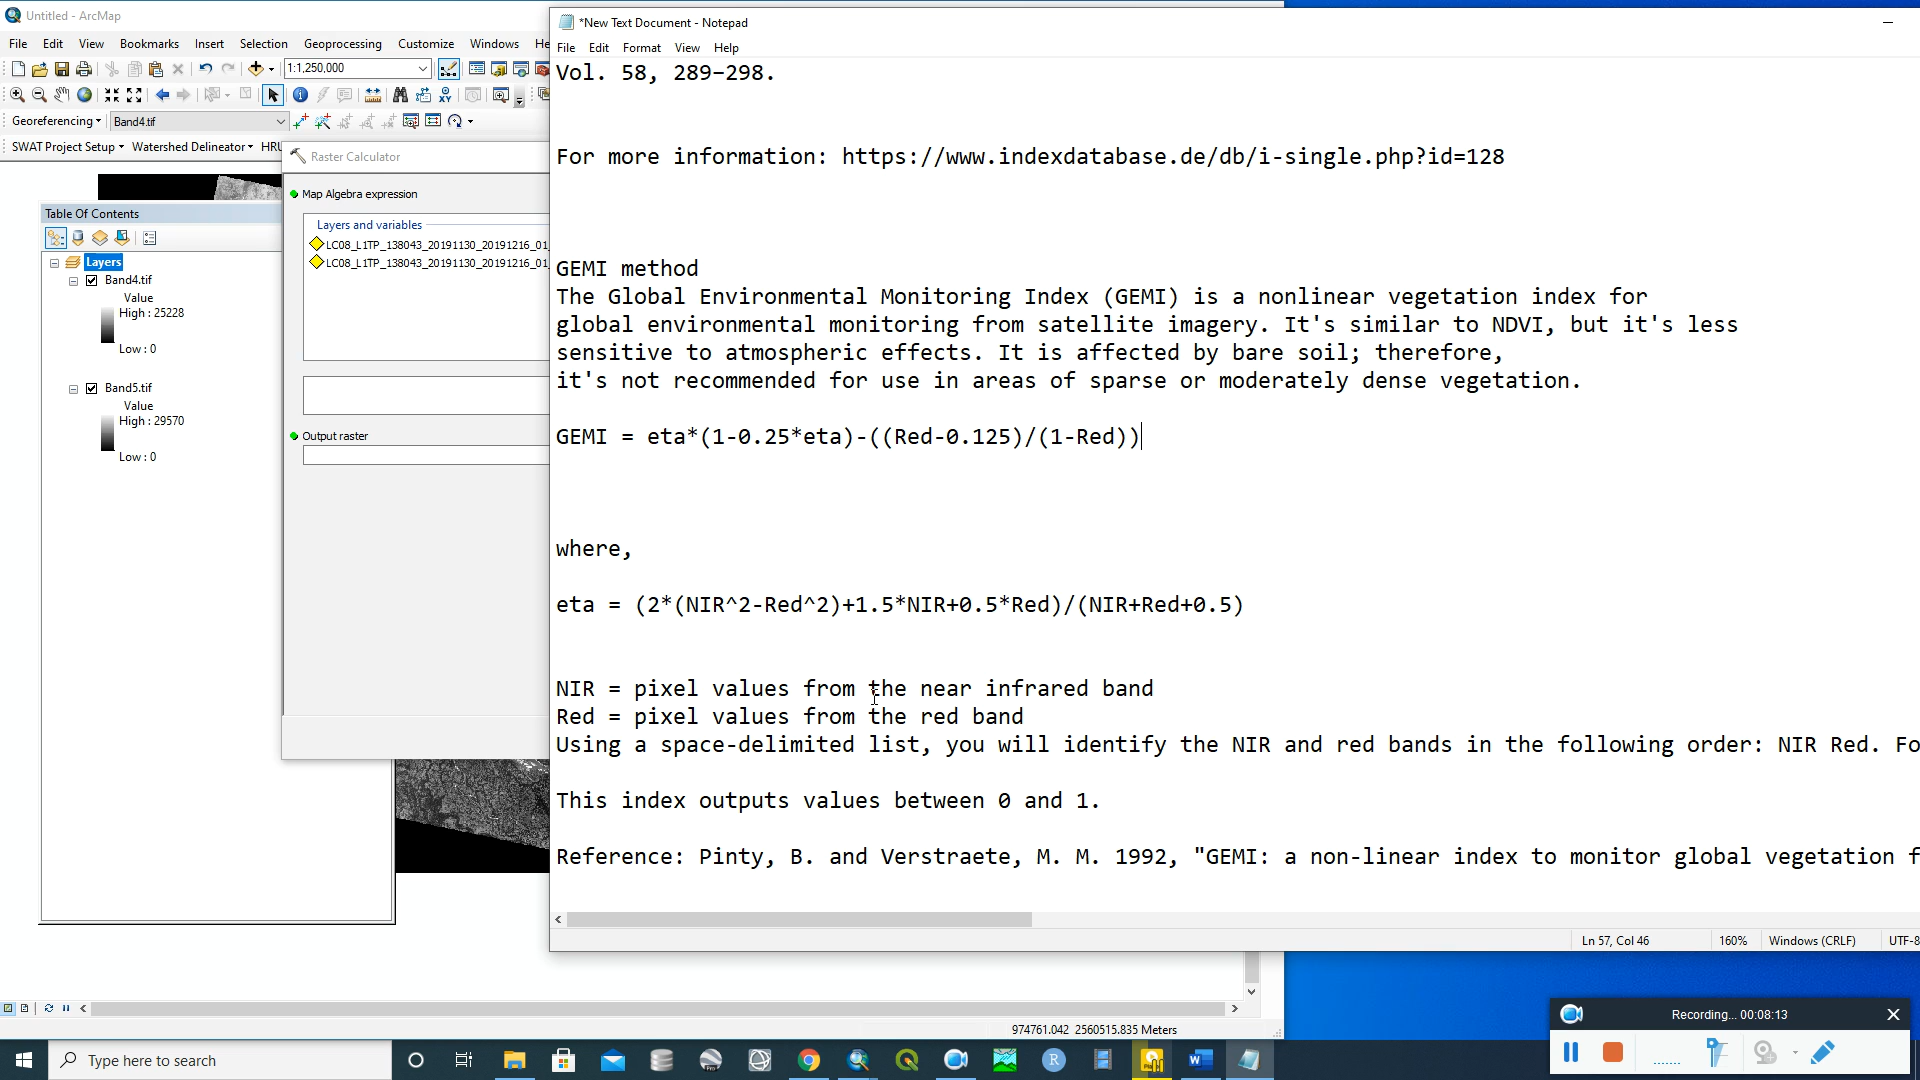 Untitled - ArcMap
File Edit View Bookmarks Insert Selection Geoprocessing Customize Windows He
1:1,250,000
Georeferencing Band4.tif
SWAT Project Setup Watershed Delineator HRU
Table Of Contents
Layers
Band4.tif
Value
High : 25228
Low : 0
Band5.tif
Value
High : 29570
Low : 0
Raster Calculator
Map Algebra expression
Layers and variables
LC08_L1TP_138043_20191130_20191216_01_
LC08_L1TP_138043_20191130_20191216_01_
Output raster
*New Text Document - Notepad
File Edit Format View Help
Vol. 58, 289–298.
For more information: https://www.indexdatabase.de/db/i-single.php?id=128
GEMI method
The Global Environmental Monitoring Index (GEMI) is a nonlinear vegetation index for
global environmental monitoring from satellite imagery. It's similar to NDVI, but it's less
sensitive to atmospheric effects. It is affected by bare soil; therefore,
it's not recommended for use in areas of sparse or moderately dense vegetation.
GEMI = eta*(1-0.25*eta)-((Red-0.125)/(1-Red))
where,
eta = (2*(NIR^2-Red^2)+1.5*NIR+0.5*Red)/(NIR+Red+0.5)
NIR = pixel values from the near infrared band
Red = pixel values from the red band
Using a space-delimited list, you will identify the NIR and red bands in the following order: NIR Red. Fo
This index outputs values between 0 and 1.
Reference: Pinty, B. and Verstraete, M. M. 1992, "GEMI: a non-linear index to monitor global vegetation f
Ln 57, Col 46 160% Windows (CRLF) UTF-8
974761.042 2560515.835 Meters
Recording... 00:08:13
Type here to search